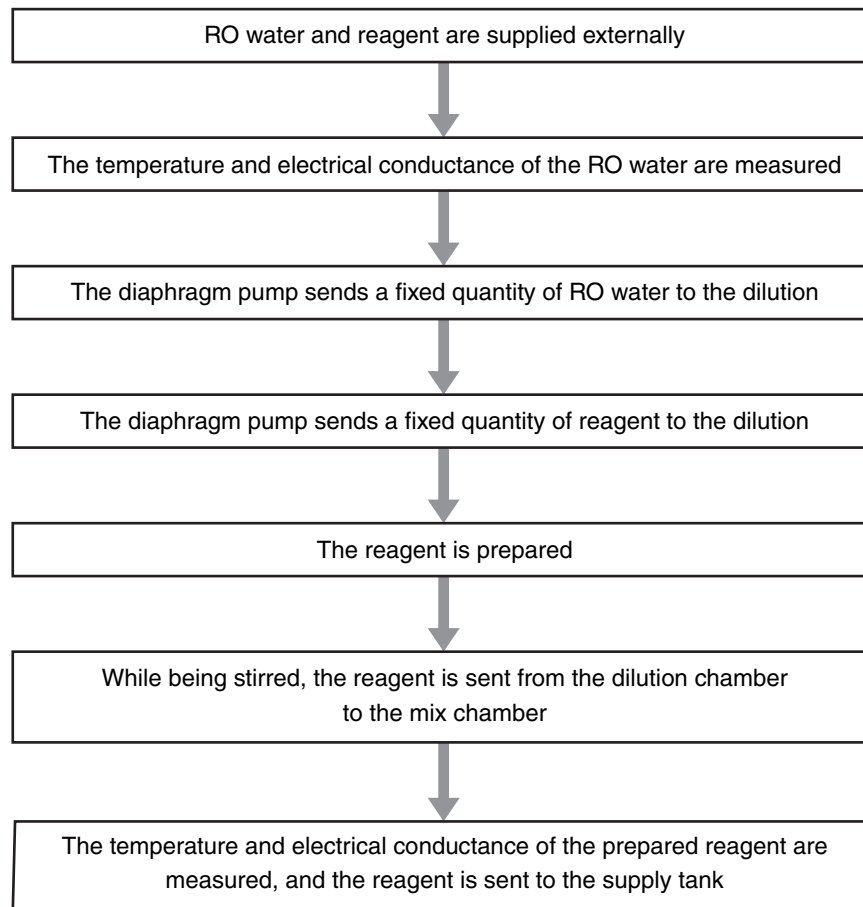 RO water and reagent are supplied externally
The temperature and electrical conductance of the RO water are measured
The diaphragm pump sends a fixed quantity of RO water to the dilution
The diaphragm pump sends a fixed quantity of reagent to the dilution
The reagent is prepared
While being stirred, the reagent is sent from the dilution chamber
to the mix chamber
The temperature and electrical conductance of the prepared reagent are
measured, and the reagent is sent to the supply tank